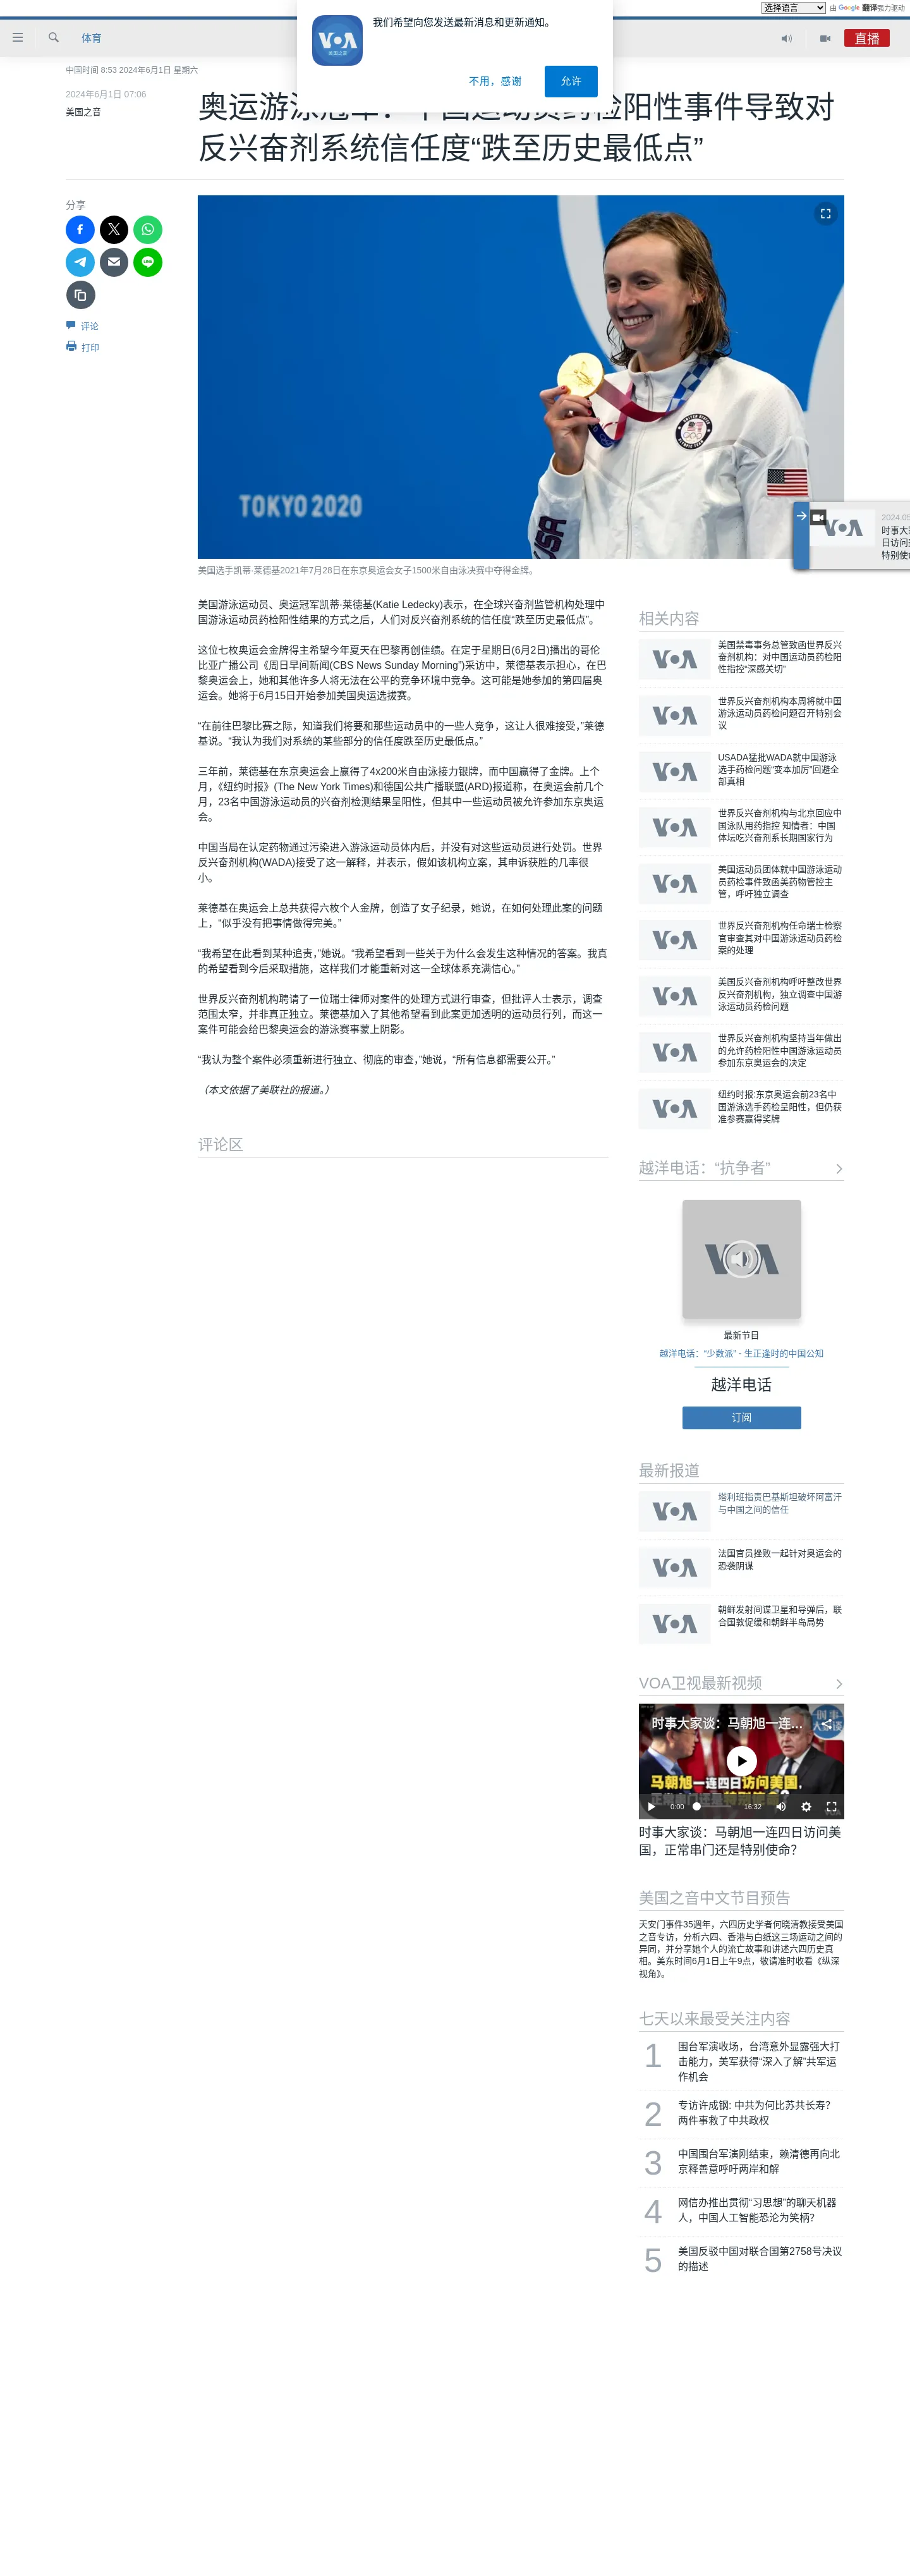 选择语言
由 Google 翻译强力驱动
我们希望向您发送最新消息和更新通知。
不用，感谢
允许
VOA
美国之音
体育
直播
中国时间 8:53 2024年6月1日 星期六
2024年6月1日 07:06
美国之音
奥运游泳冠军：中国运动员药检阳性事件导致对
反兴奋剂系统信任度“跌至历史最低点”
分享
评论
打印
TOKYO 2020
USA
美国选手凯蒂·莱德基2021年7月28日在东京奥运会女子1500米自由泳决赛中夺得金牌。
2024.05
时事大家
日访问美
特别使命
美国游泳运动员、奥运冠军凯蒂·莱德基(Katie Ledecky)表示，在全球兴奋剂监管机构处理中
国游泳运动员药检阳性结果的方式之后，人们对反兴奋剂系统的信任度“跌至历史最低点”。
这位七枚奥运会金牌得主希望今年夏天在巴黎再创佳绩。在定于星期日(6月2日)播出的哥伦
比亚广播公司《周日早间新闻(CBS News Sunday Morning”)采访中，莱德基表示担心，在巴
黎奥运会上，她和其他许多人将无法在公平的竞争环境中竞争。这可能是她参加的第四届奥
运会。她将于6月15日开始参加美国奥运选拔赛。
“在前往巴黎比赛之际，知道我们将要和那些运动员中的一些人竞争，这让人很难接受，”莱德
基说。“我认为我们对系统的某些部分的信任度跌至历史最低点。”
三年前，莱德基在东京奥运会上赢得了4x200米自由泳接力银牌，而中国赢得了金牌。上个
月，《纽约时报》(The New York Times)和德国公共广播联盟(ARD)报道称，在奥运会前几个
月，23名中国游泳运动员的兴奋剂检测结果呈阳性，但其中一些运动员被允许参加东京奥运
会。
中国当局在认定药物通过污染进入游泳运动员体内后，并没有对这些运动员进行处罚。世界
反兴奋剂机构(WADA)接受了这一解释，并表示，假如该机构立案，其申诉获胜的几率很
小。
莱德基在奥运会上总共获得六枚个人金牌，创造了女子纪录，她说，在如何处理此案的问题
上，“似乎没有把事情做得完美。”
“我希望在此看到某种追责，”她说。“我希望看到一些关于为什么会发生这种情况的答案。我真
的希望看到今后采取措施，这样我们才能重新对这一全球体系充满信心。”
世界反兴奋剂机构聘请了一位瑞士律师对案件的处理方式进行审查，但批评人士表示，调查
范围太窄，并非真正独立。莱德基加入了其他希望看到此案更加透明的运动员行列，而这一
案件可能会给巴黎奥运会的游泳赛事蒙上阴影。
“我认为整个案件必须重新进行独立、彻底的审查，”她说，“所有信息都需要公开。”
（本文依据了美联社的报道。）
评论区
相关内容
美国禁毒事务总管致函世界反兴
奋剂机构：对中国运动员药检阳
性指控“深感关切”
世界反兴奋剂机构本周将就中国
游泳运动员药检问题召开特别会
议
USADA猛批WADA就中国游泳
选手药检问题“变本加厉”回避全
部真相
世界反兴奋剂机构与北京回应中
国泳队用药指控 知情者：中国
体坛吃兴奋剂系长期国家行为
美国运动员团体就中国游泳运动
员药检事件致函美药物管控主
管，呼吁独立调查
世界反兴奋剂机构任命瑞士检察
官审查其对中国游泳运动员药检
案的处理
美国反兴奋剂机构呼吁整改世界
反兴奋剂机构，独立调查中国游
泳运动员药检问题
世界反兴奋剂机构坚持当年做出
的允许药检阳性中国游泳运动员
参加东京奥运会的决定
纽约时报:东京奥运会前23名中
国游泳选手药检呈阳性，但仍获
准参赛赢得奖牌
越洋电话：“抗争者”
VOA
最新节目
越洋电话：“少数派” - 生正逢时的中国公知
越洋电话
订阅
最新报道
塔利班指责巴基斯坦破坏阿富汗
与中国之间的信任
法国官员挫败一起针对奥运会的
恐袭阴谋
朝鲜发射间谍卫星和导弹后，联
合国敦促缓和朝鲜半岛局势
VOA卫视最新视频
时事大家谈：马朝旭一连...
马朝旭一连四日访问美国，
正常串门还是特别使命？
0:00
16:32
时事大家谈：马朝旭一连四日访问美
国，正常串门还是特别使命？
美国之音中文节目预告
天安门事件35週年，六四历史学者何晓清教接受美国
之音专访，分析六四、香港与白纸这三场运动之间的
异同，并分享她个人的流亡故事和讲述六四历史真
相。美东时间6月1日上午9点，敬请准时收看《纵深
视角》。
七天以来最受关注内容
1
围台军演收场，台湾意外显露强大打
击能力，美军获得“深入了解”共军运
作机会
2
专访许成钢: 中共为何比苏共长寿？
两件事救了中共政权
3
中国围台军演刚结束，赖清德再向北
京释善意呼吁两岸和解
4
网信办推出贯彻“习思想”的聊天机器
人，中国人工智能恐沦为笑柄？
5
美国反驳中国对联合国第2758号决议
的描述